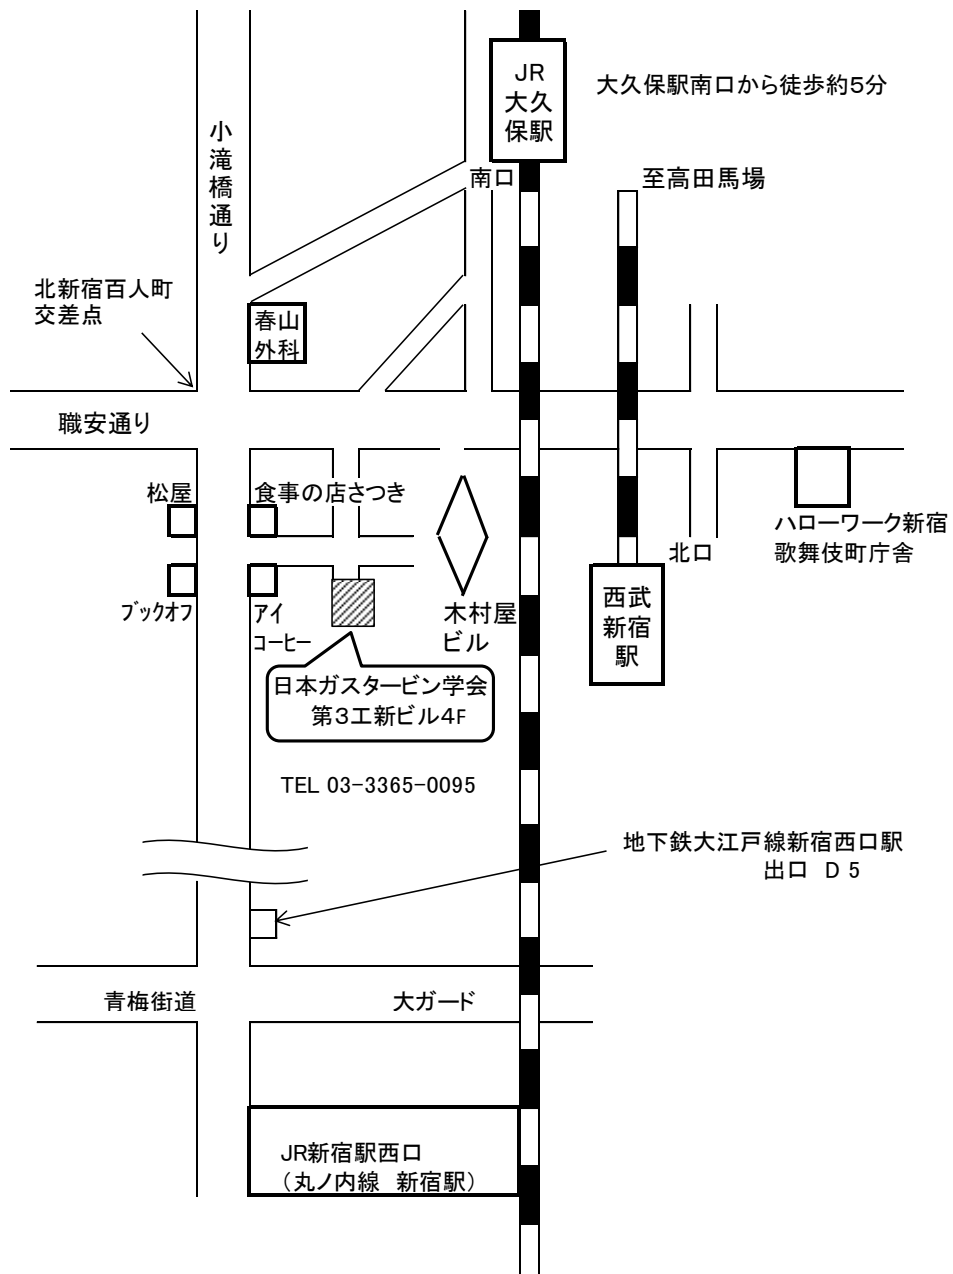 JR
大久
保駅
大久保駅南口から徒歩約5分
小滝橋通り
南口
至高田馬場
北新宿百人町
交差点
春山
外科
職安通り
松屋
食事の店さつき
ハローワーク新宿
歌舞伎町庁舎
北口
ブックオフ
アイ
コーヒー
木村屋
ビル
西武
新宿
駅
日本ガスタービン学会
第3工新ビル4F
TEL 03-3365-0095
地下鉄大江戸線新宿西口駅
出口 D 5
青梅街道
大ガード
JR新宿駅西口
(丸ノ内線 新宿駅)